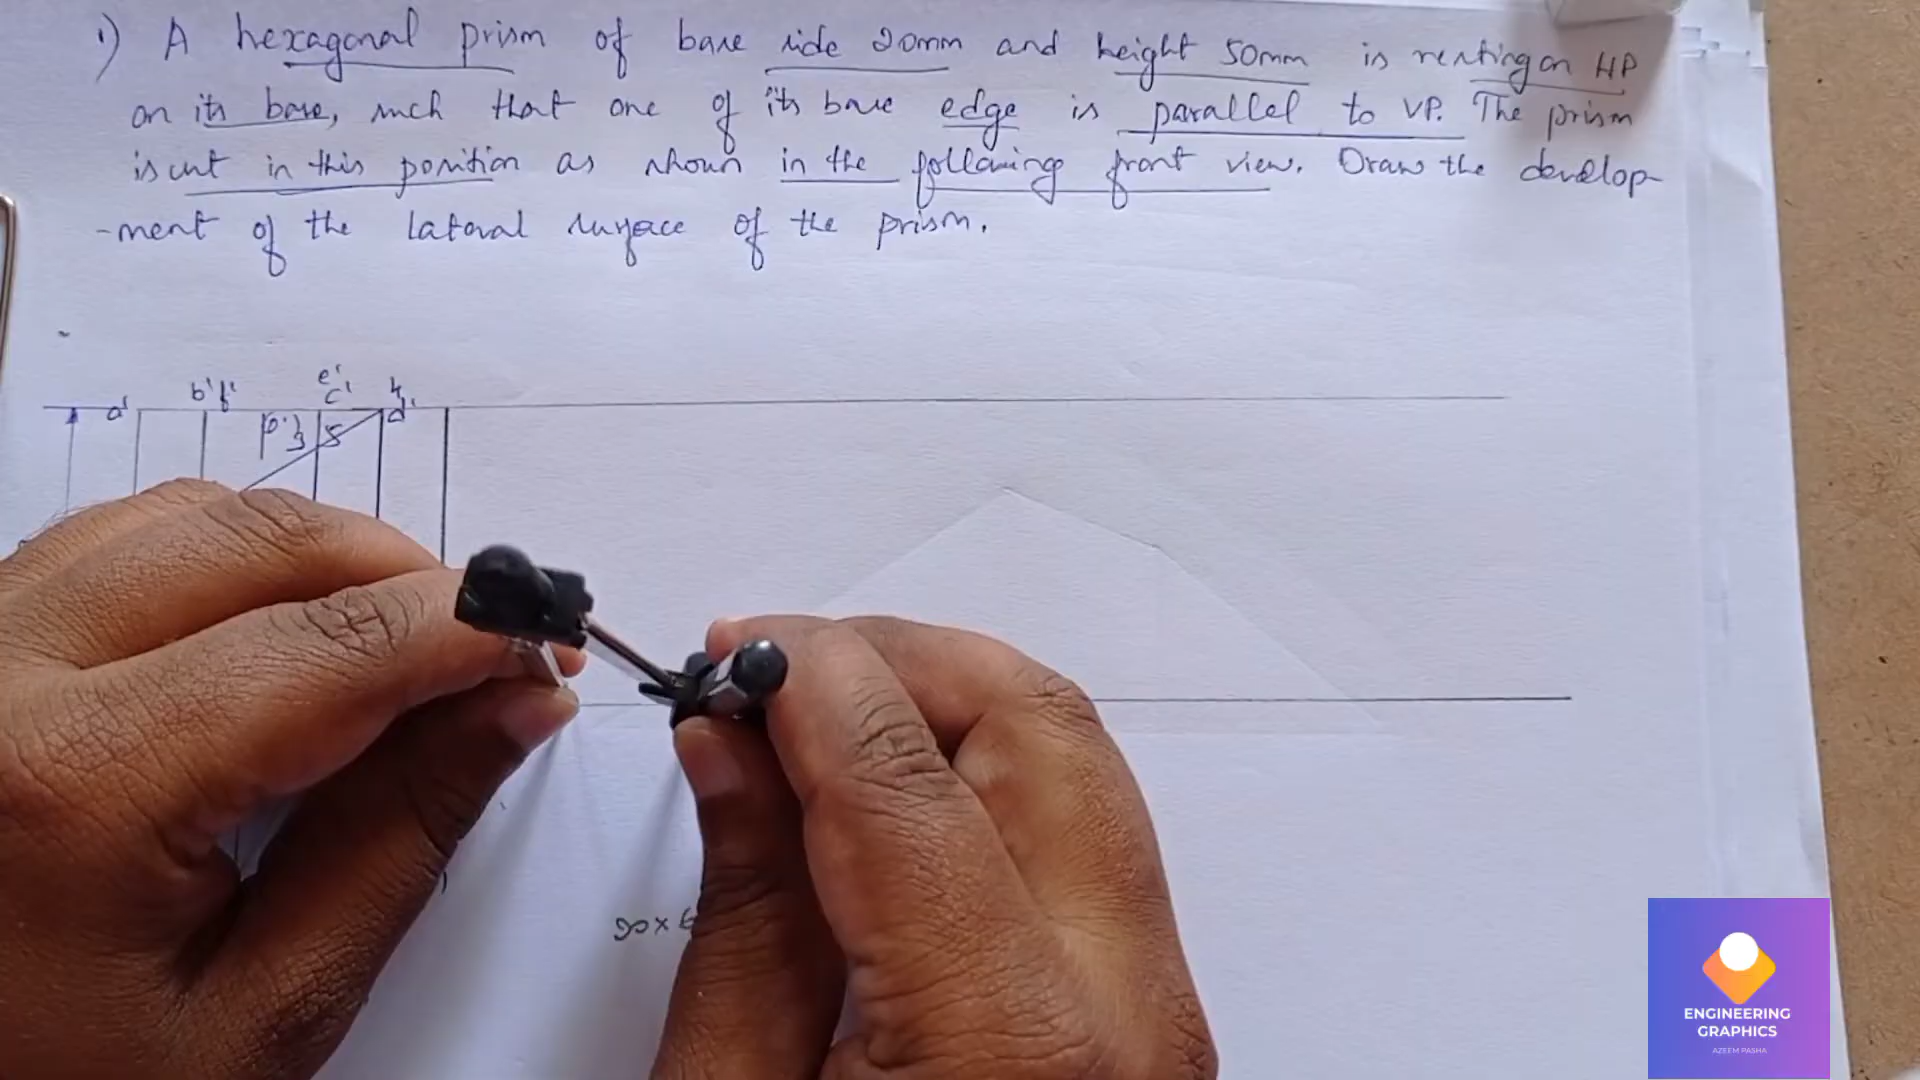 1) A hexagonal prism of base side 20mm and height 50mm is resting on HP
on its base, such that one of its base edge is parallel to VP. The prism
is cut in this position as shown in the following front view. Draw the develop-
-ment of the lateral surface of the prism.
a' b' f' e' c' d'
20 x 6
ENGINEERING
GRAPHICS
AZEEM PASHA